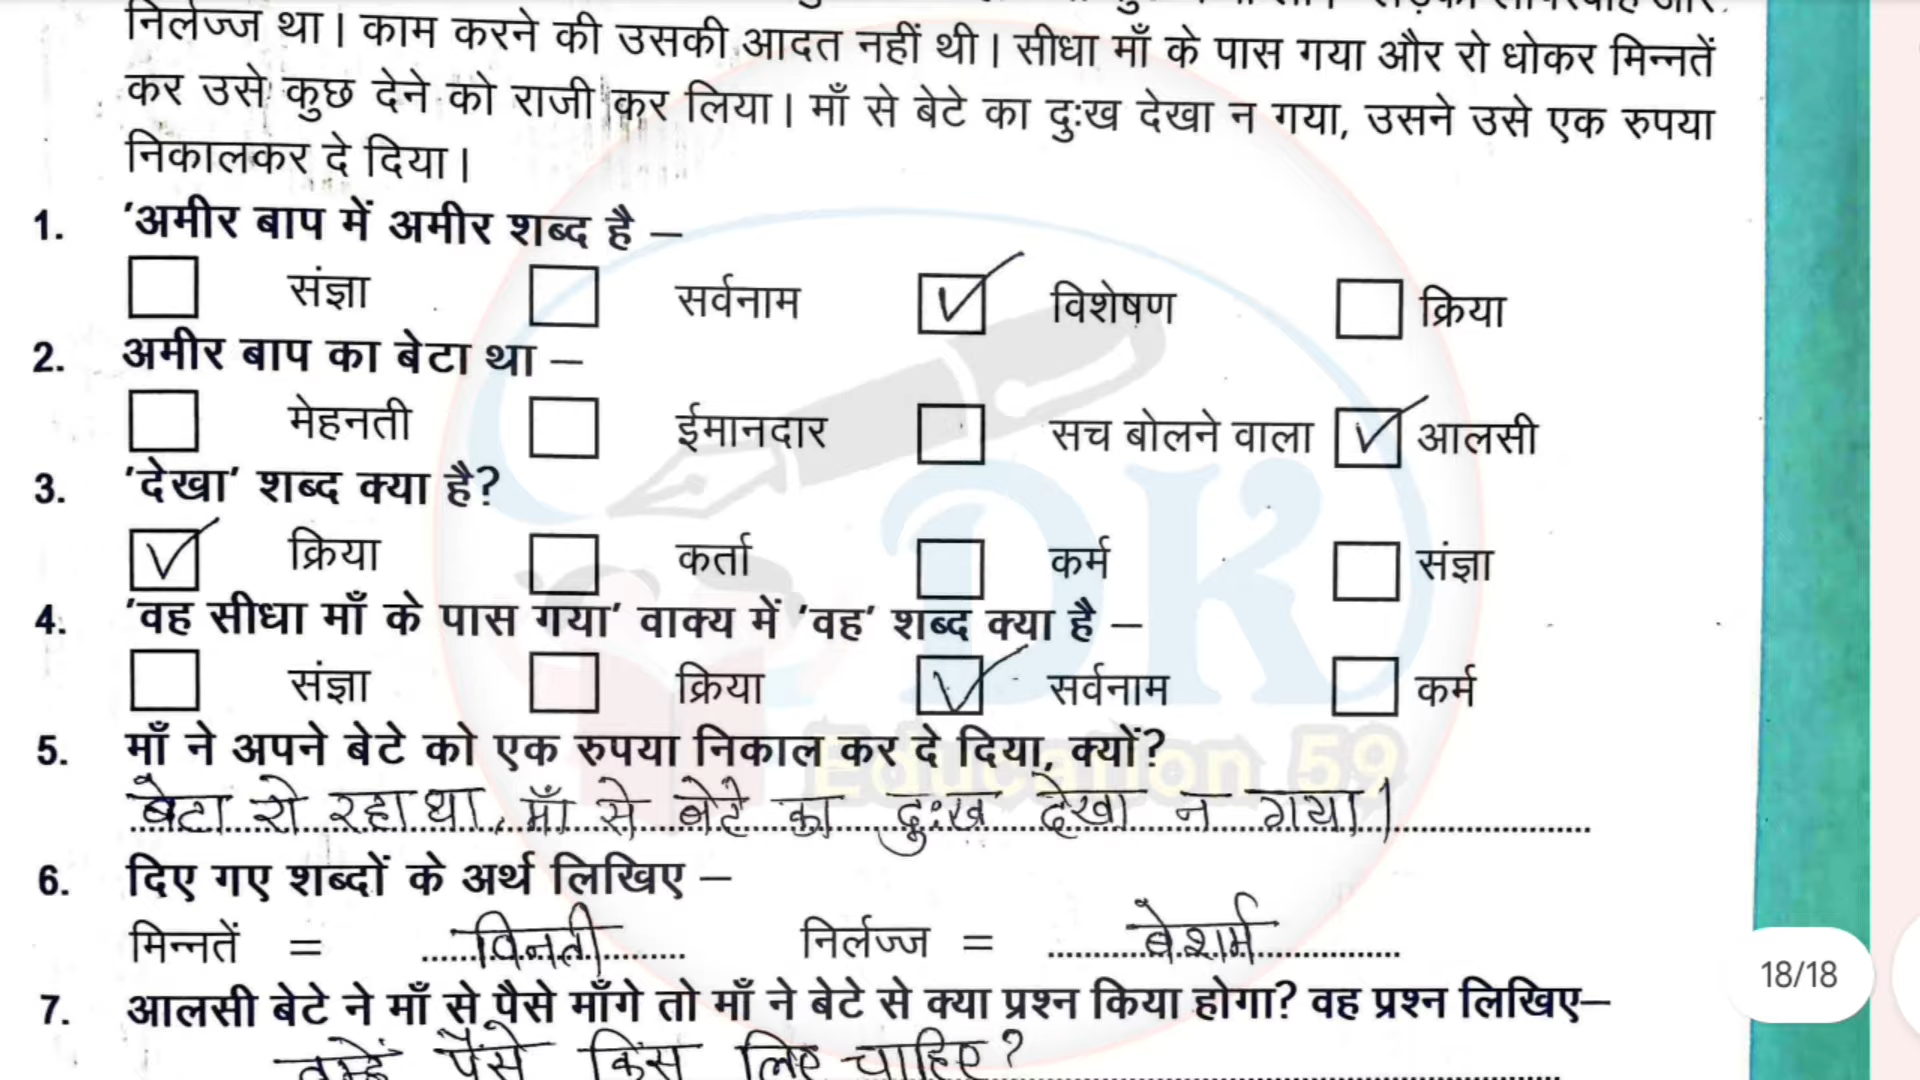 निर्लज्ज था। काम करने की उसकी आदत नहीं थी। सीधा माँ के पास गया और रो धोकर मिन्नतें
कर उसे कुछ देने को राजी कर लिया। माँ से बेटे का दुःख देखा न गया, उसने उसे एक रुपया
निकालकर दे दिया।
1. 'अमीर बाप में अमीर शब्द है –
संज्ञा सर्वनाम विशेषण क्रिया
2. अमीर बाप का बेटा था –
मेहनती ईमानदार सच बोलने वाला आलसी
3. 'देखा' शब्द क्या है?
क्रिया कर्ता कर्म संज्ञा
4. 'वह सीधा माँ के पास गया' वाक्य में 'वह' शब्द क्या है –
संज्ञा क्रिया सर्वनाम कर्म
5. माँ ने अपने बेटे को एक रुपया निकाल कर दे दिया, क्यों?
बेटा रो रहा था, माँ से बेटे का दुःख देखा न गया।
6. दिए गए शब्दों के अर्थ लिखिए –
मिन्नतें = विनती निर्लज्ज = बेशर्म
7. आलसी बेटे ने माँ से पैसे माँगे तो माँ ने बेटे से क्या प्रश्न किया होगा? वह प्रश्न लिखिए–
तुम्हें पैसे किस लिए चाहिए?
DK
Education 59
18/18